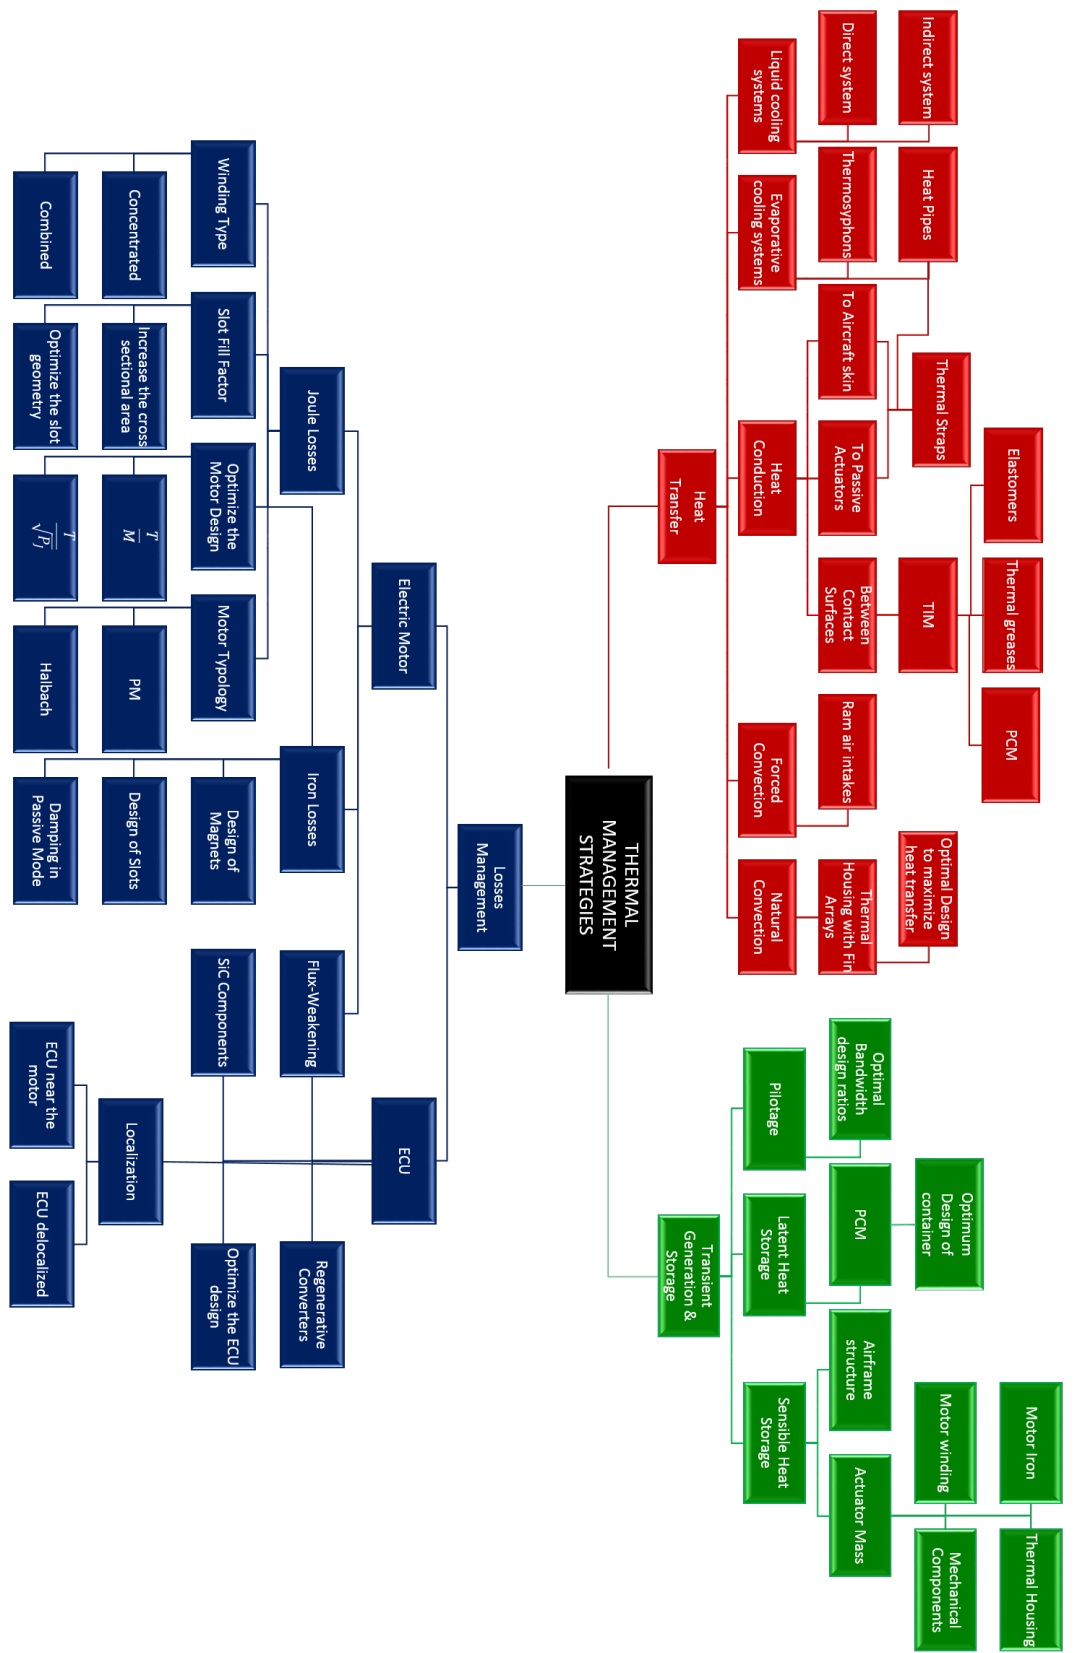 THERMAL
MANAGEMENT
STRATEGIES
Heat
Transfer
Liquid cooling
systems
Direct system
Indirect system
Evaporative
cooling systems
Thermosyphons
Heat Pipes
Heat
Conduction
To Aircraft skin
To Passive
Actuators
Thermal Straps
Between
Contact
Surfaces
TIM
Elastomers
Thermal greases
PCM
Forced
Convection
Ram air intakes
Natural
Convection
Thermal
Housing with Fin
Arrays
Optimal Design
to maximize
heat transfer
Transient
Generation &
Storage
Pilotage
Optimal
Bandwidth
design ratios
Latent Heat
Storage
PCM
Optimum
Design of
container
Sensible Heat
Storage
Airframe
structure
Actuator Mass
Motor winding
Motor Iron
Mechanical
Components
Thermal Housing
Losses
Management
Electric Motor
Joule Losses
Winding Type
Concentrated
Combined
Slot Fill Factor
Increase the cross
sectional area
Optimize the slot
geometry
Optimize the
Motor Design
T
M
T
√P_J
Motor Typology
PM
Halbach
Iron Losses
Design of
Magnets
Design of Slots
Damping in
Passive Mode
Flux-Weakening
ECU
Regenerative
Converters
SiC Components
Optimize the ECU
design
Localization
ECU near the
motor
ECU delocalized